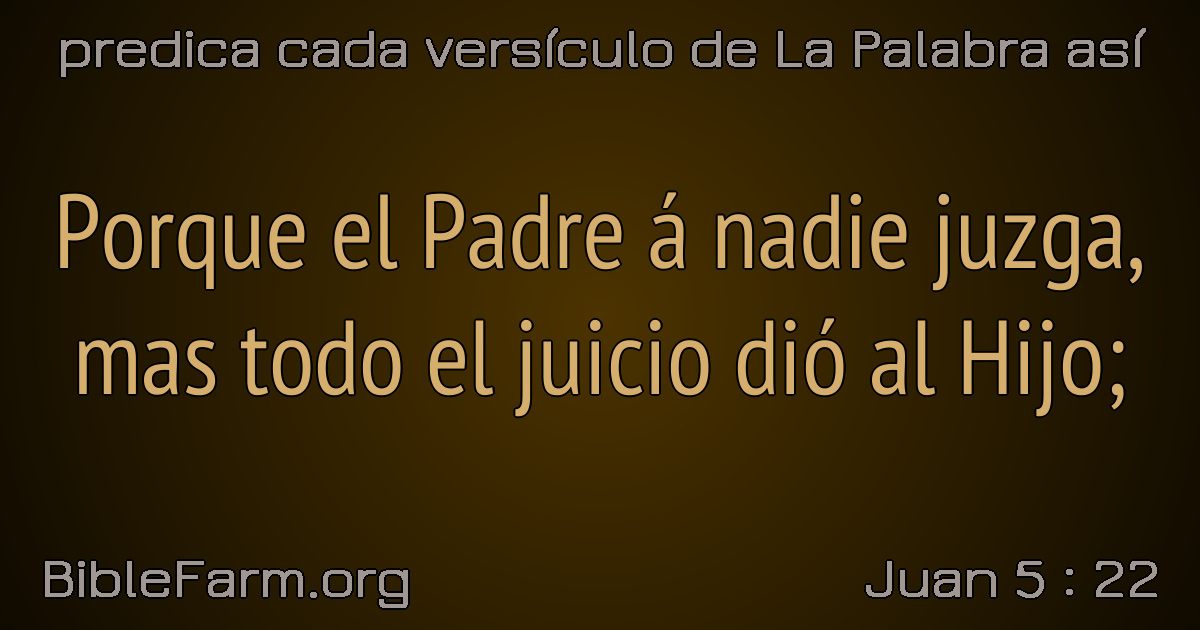 predica cada versículo de La Palabra así
Porque el Padre á nadie juzga,
mas todo el juicio dió al Hijo;
BibleFarm.org
Juan 5 : 22